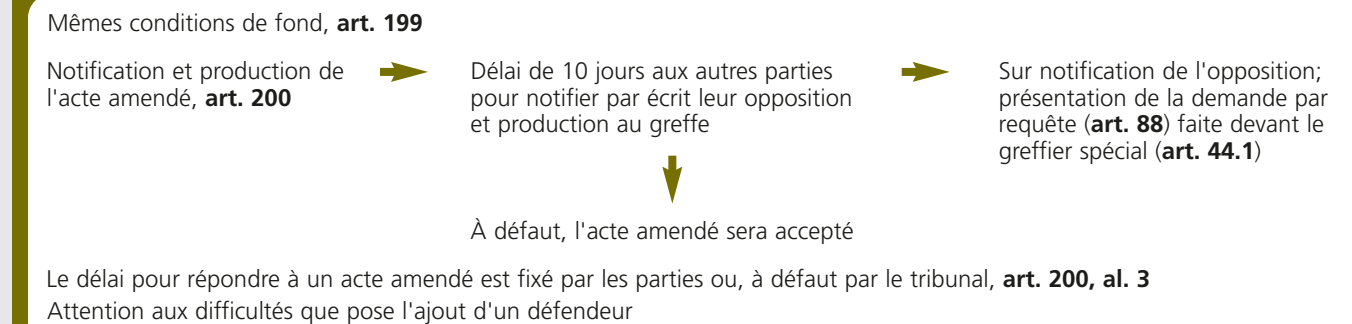 Mêmes conditions de fond, art. 199
Notification et production de
l'acte amendé, art. 200
Délai de 10 jours aux autres parties
pour notifier par écrit leur opposition
et production au greffe
Sur notification de l'opposition;
présentation de la demande par
requête (art. 88) faite devant le
greffier spécial (art. 44.1)
À défaut, l'acte amendé sera accepté
Le délai pour répondre à un acte amendé est fixé par les parties ou, à défaut par le tribunal, art. 200, al. 3
Attention aux difficultés que pose l'ajout d'un défendeur